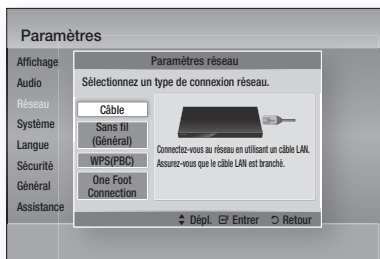 Paramètres
Affichage
Audio
Réseau
Système
Langue
Sécurité
Général
Assistance
Paramètres réseau
Sélectionnez un type de connexion réseau.
Câble
Sans fil
(Général)
WPS(PBC)
One Foot
Connection
Connectez-vous au réseau en utilisant un câble LAN.
Assurez-vous que le câble LAN est branché.
Dépl. Entrer Retour